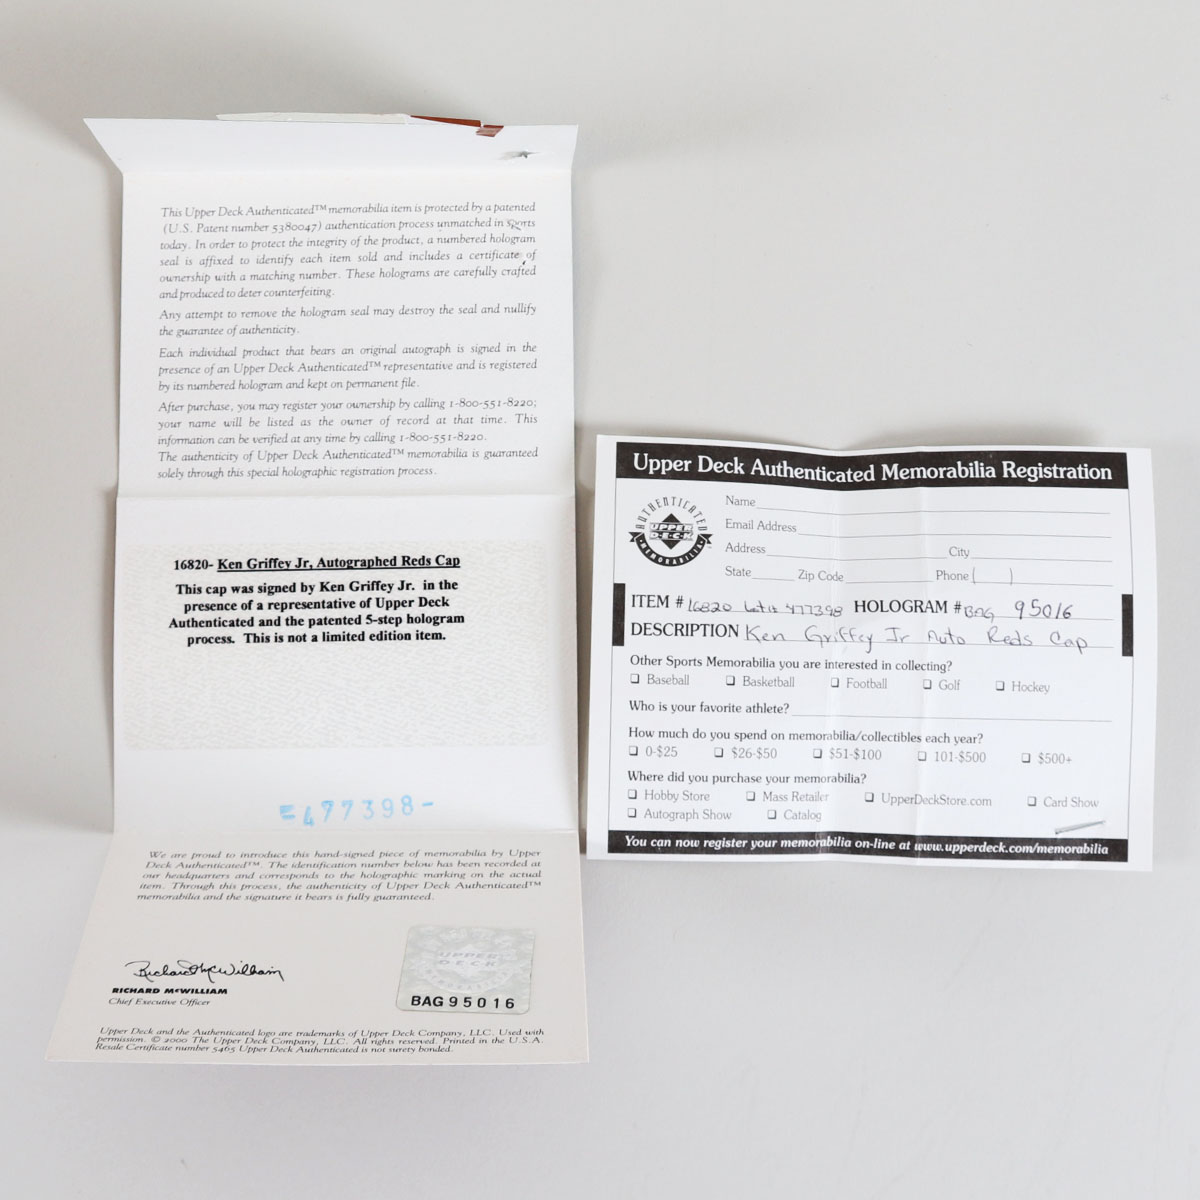 This Upper Deck Authenticated™ memorabilia item is protected by a patented
(U.S. Patent number 5380047) authentication process unmatched in sports
today. In order to protect the integrity of the product, a numbered hologram
seal is affixed to identify each item sold and includes a certificate of
ownership with a matching number. These holograms are carefully crafted
and produced to deter counterfeiting.
Any attempt to remove the hologram seal may destroy the seal and nullify
the guarantee of authenticity.
Each individual product that bears an original autograph is signed in the
presence of an Upper Deck Authenticated™ representative and is registered
by its numbered hologram and kept on permanent file.
After purchase, you may register your ownership by calling 1-800-551-8220;
your name will be listed as the owner of record at that time. This
information can be verified at any time by calling 1-800-551-8220.
The authenticity of Upper Deck Authenticated™ memorabilia is guaranteed
solely through this special holographic registration process.
16820- Ken Griffey Jr, Autographed Reds Cap
This cap was signed by Ken Griffey Jr. in the
presence of a representative of Upper Deck
Authenticated and the patented 5-step hologram
process. This is not a limited edition item.
=477398-
We are proud to introduce this hand-signed piece of memorabilia by Upper
Deck Authenticated™. The identification number below has been recorded at
our headquarters and corresponds to the holographic marking on the actual
item. Through this process, the authenticity of Upper Deck Authenticated™
memorabilia and the signature it bears is fully guaranteed.
Richard McWilliam
RICHARD McWILLIAM
Chief Executive Officer
UPPER
DECK
MEMORABILIA
BAG95016
Upper Deck and the Authenticated logo are trademarks of Upper Deck Company, LLC. Used with
permission. © 2000 The Upper Deck Company, LLC. All rights reserved. Printed in the U.S.A.
Resale Certificate number 5465 Upper Deck Authenticated is not surety bonded.
Upper Deck Authenticated Memorabilia Registration
AUTHENTICATED
UPPER
DECK
MEMORABILIA
Name
Email Address
Address City
State Zip Code Phone ( )
ITEM # 16820 Lot# 477398 HOLOGRAM # BAG 95016
DESCRIPTION Ken Griffey Jr Auto Reds Cap
Other Sports Memorabilia you are interested in collecting?
❏ Baseball ❏ Basketball ❏ Football ❏ Golf ❏ Hockey
Who is your favorite athlete?
How much do you spend on memorabilia/collectibles each year?
❏ 0-$25 ❏ $26-$50 ❏ $51-$100 ❏ 101-$500 ❏ $500+
Where did you purchase your memorabilia?
❏ Hobby Store ❏ Mass Retailer ❏ UpperDeckStore.com ❏ Card Show
❏ Autograph Show ❏ Catalog
You can now register your memorabilia on-line at www.upperdeck.com/memorabilia